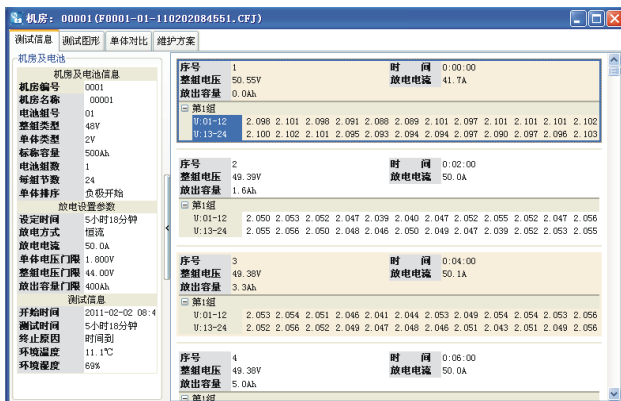 机房: 00001(F0001-01-110202084551.CFJ)
测试信息 测试图形 单体对比 维护方案
机房及电池
机房及电池信息
机房编号 0001
机房名称 00001
电池组号 01
整组类型 48V
单体类型 2V
标称容量 500Ah
电池组数 1
每组节数 24
单体排序 负极开始
放电设置参数
设定时间 5小时18分钟
放电方式 恒流
放电电流 50.0A
单体电压门限 1.800V
整组电压门限 44.00V
放出容量门限 400Ah
测试信息
开始时间 2011-02-02 08:4
测试时间 5小时18分钟
终止原因 时间到
环境温度 11.1℃
环境湿度 69%
序号 1 时 间 0:00:00
整组电压 50.55V 放电电流 41.7A
放出容量 0.0Ah
第1组
U:01-12 2.098 2.101 2.098 2.091 2.088 2.089 2.101 2.097 2.101 2.101 2.101 2.102
U:13-24 2.100 2.102 2.101 2.095 2.093 2.094 2.094 2.097 2.090 2.097 2.096 2.103
序号 2 时 间 0:02:00
整组电压 49.39V 放电电流 50.0A
放出容量 1.6Ah
第1组
U:01-12 2.050 2.053 2.052 2.047 2.039 2.040 2.047 2.052 2.055 2.052 2.047 2.056
U:13-24 2.055 2.056 2.050 2.048 2.046 2.050 2.049 2.047 2.039 2.052 2.053 2.055
序号 3 时 间 0:04:00
整组电压 49.38V 放电电流 50.1A
放出容量 3.3Ah
第1组
U:01-12 2.053 2.054 2.051 2.046 2.041 2.044 2.053 2.049 2.054 2.054 2.053 2.056
U:13-24 2.052 2.056 2.052 2.049 2.047 2.048 2.046 2.051 2.043 2.051 2.049 2.056
序号 4 时 间 0:06:00
整组电压 49.38V 放电电流 50.0A
放出容量 5.0Ah
第1组